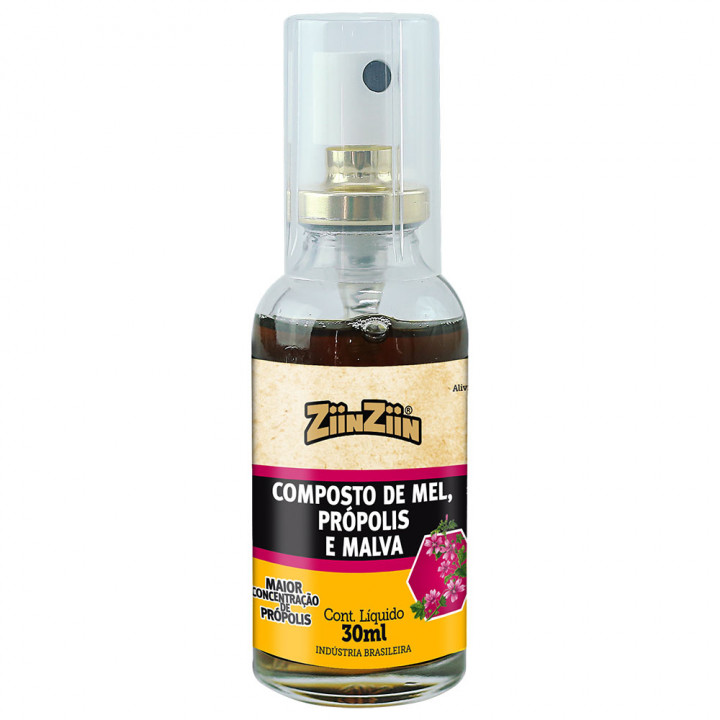 ZiinZiin®
COMPOSTO DE MEL,
PRÓPOLIS
E MALVA
MAIOR
CONCENTRAÇÃO
DE
PRÓPOLIS
Cont. Líquido
30ml
INDÚSTRIA BRASILEIRA